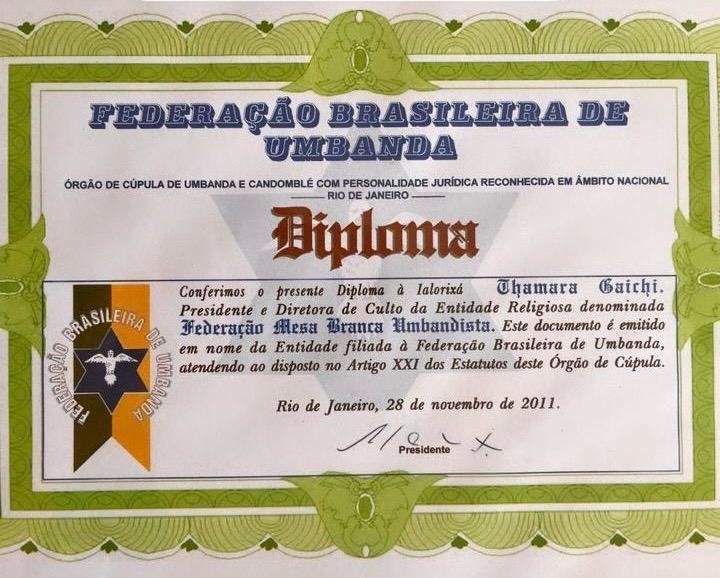 FEDERAÇÃO BRASILEIRA DE
UMBANDA
ÓRGÃO DE CÚPULA DE UMBANDA E CANDOMBLÉ COM PERSONALIDADE JURÍDICA RECONHECIDA EM ÂMBITO NACIONAL
RIO DE JANEIRO
Diploma
Conferimos o presente Diploma à Ialorixá Thamara Gaichi.
Presidente e Diretora de Culto da Entidade Religiosa denominada
Federação Mesa Branca Umbandista. Este documento é emitido
em nome da Entidade filiada à Federação Brasileira de Umbanda,
atendendo ao disposto no Artigo XXI dos Estatutos deste Órgão de Cúpula.
FEDERAÇÃO BRASILEIRA DE UMBANDA
Rio de Janeiro, 28 de novembro de 2011.
Presidente